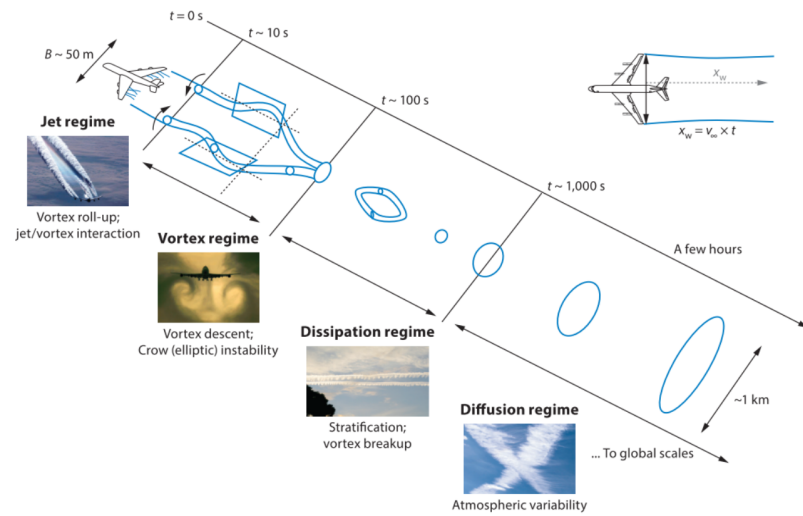 t = 0 s
t ~ 10 s
B ~ 50 m
t ~ 100 s
x_w
x_w = v_∞ × t
Jet regime
Vortex roll-up;
jet/vortex interaction
t ~ 1,000 s
Vortex regime
Vortex descent;
Crow (elliptic) instability
A few hours
Dissipation regime
Stratification;
vortex breakup
~1 km
Diffusion regime
... To global scales
Atmospheric variability